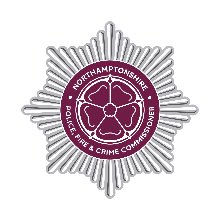 NORTHAMPTONSHIRE
POLICE, FIRE & CRIME COMMISSIONER